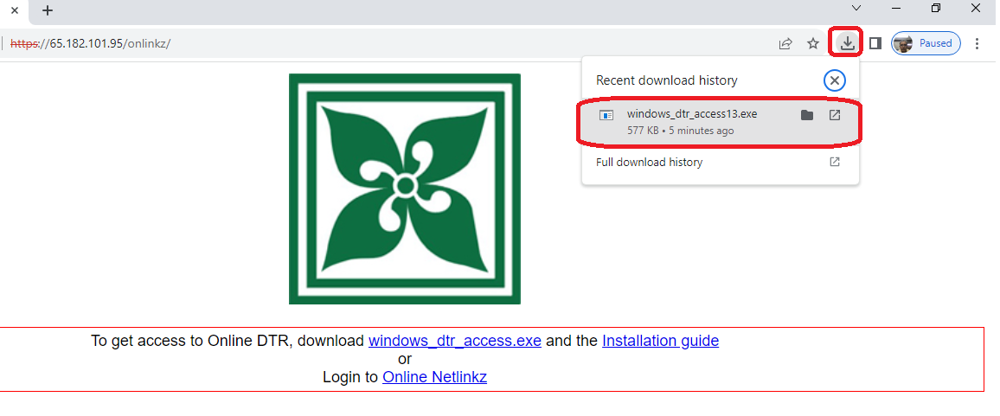 https://65.182.101.95/onlinkz/
Paused
Recent download history
windows_dtr_access13.exe
577 KB • 5 minutes ago
Full download history
To get access to Online DTR, download windows_dtr_access.exe and the Installation guide
or
Login to Online Netlinkz